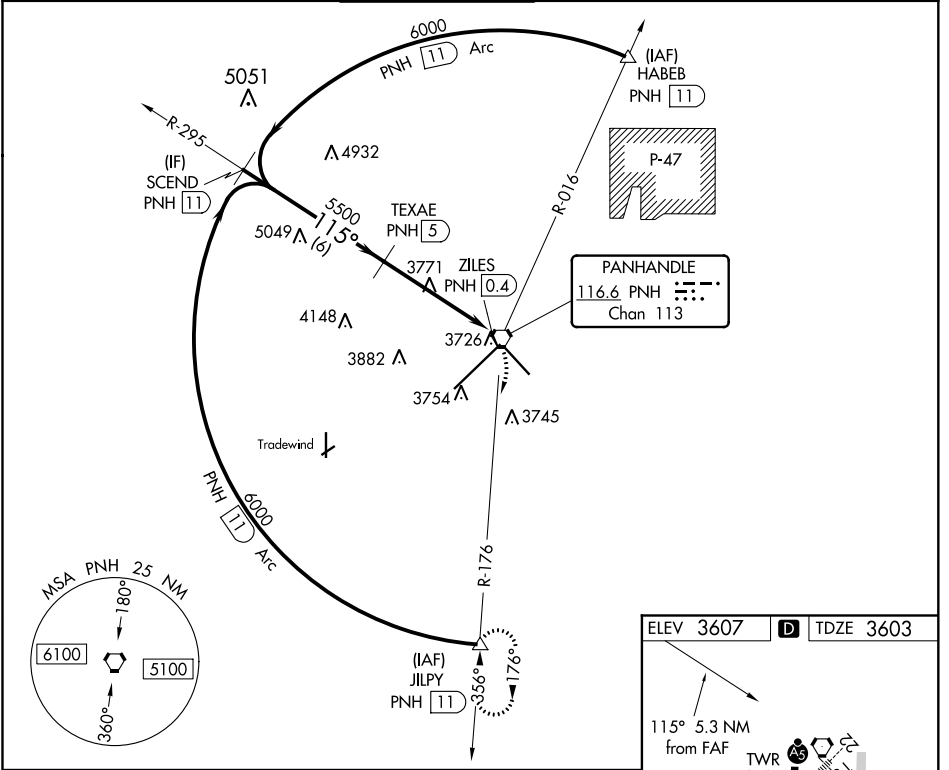 6000
PNH 11 Arc
(IAF)
HABEB
PNH 11
5051
R-295
4932
(IF)
SCEND
PNH 11
P-47
R-016
5500
115°
(6)
5049
TEXAE
PNH 5
3771
ZILES
PNH 0.4
PANHANDLE
116.6 PNH
Chan 113
4148
3726
3882
3754
3745
Tradewind
6000
PNH 11 Arc
R-176
MSA PNH 25 NM
180°
6100
5100
360°
(IAF)
JILPY
PNH 11
356°
176°
ELEV 3607 D TDZE 3603
115° 5.3 NM
from FAF
TWR
A5
22